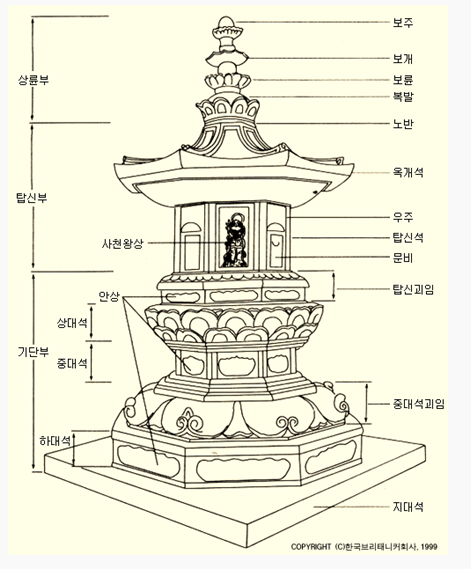 보주
보개
보륜
복발
상륜부
노반
옥개석
탑신부
우주
탑신석
사천왕상
문비
탑신괴임
안상
상대석
기단부
중대석
중대석괴임
하대석
지대석
COPYRIGHT (C)한국브리태니커회사, 1999